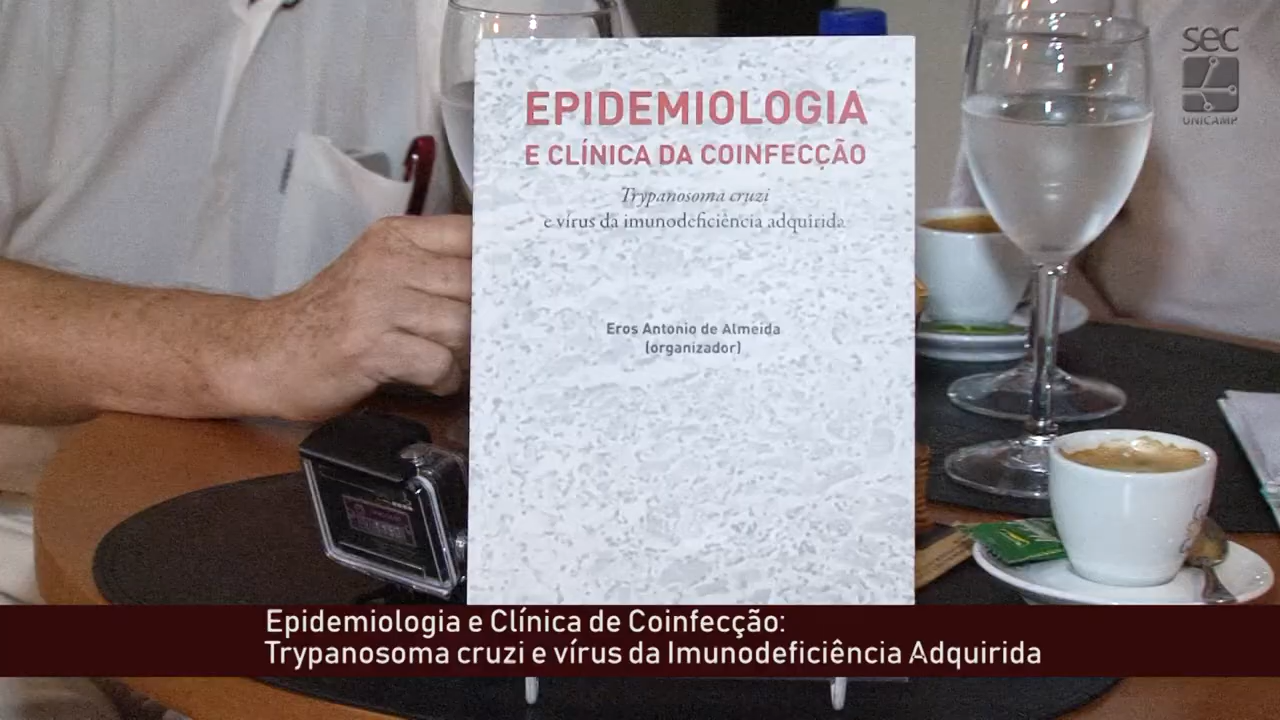 sec
UNICAMP
EPIDEMIOLOGIA
E CLÍNICA DA COINFECÇÃO
Trypanosoma cruzi
e vírus da imunodeficiência adquirida
Eros Antonio de Almeida
(organizador)
Epidemiologia e Clínica de Coinfecção:
Trypanosoma cruzi e vírus da Imunodeficiência Adquirida